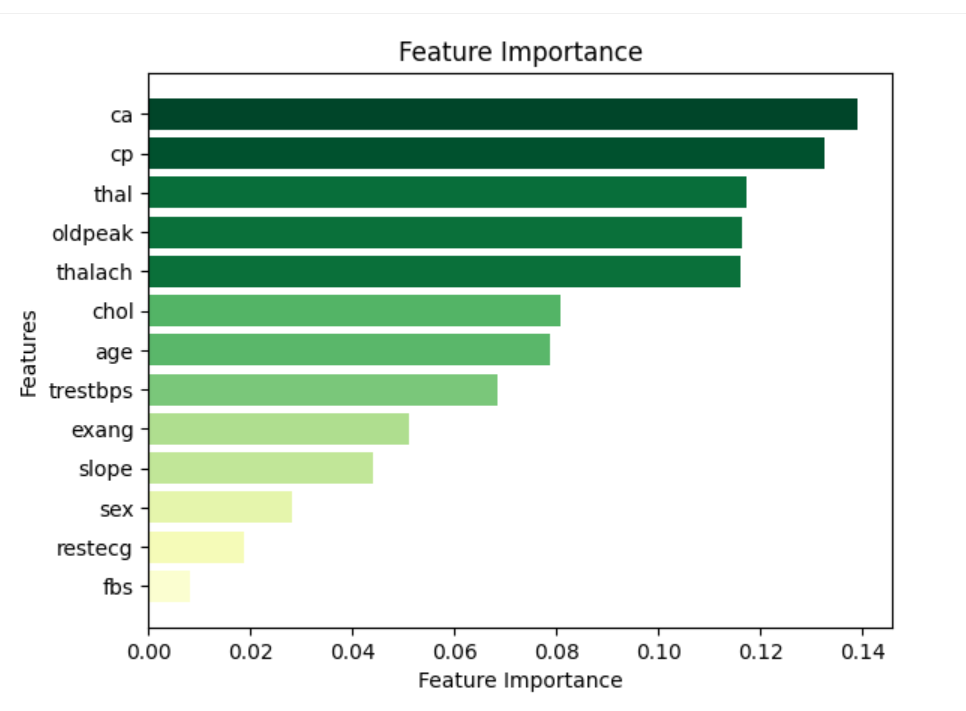 Feature Importance
ca
cp
thal
oldpeak
thalach
chol
age
trestbps
exang
slope
sex
restecg
fbs
Features
0.00 0.02 0.04 0.06 0.08 0.10 0.12 0.14
Feature Importance